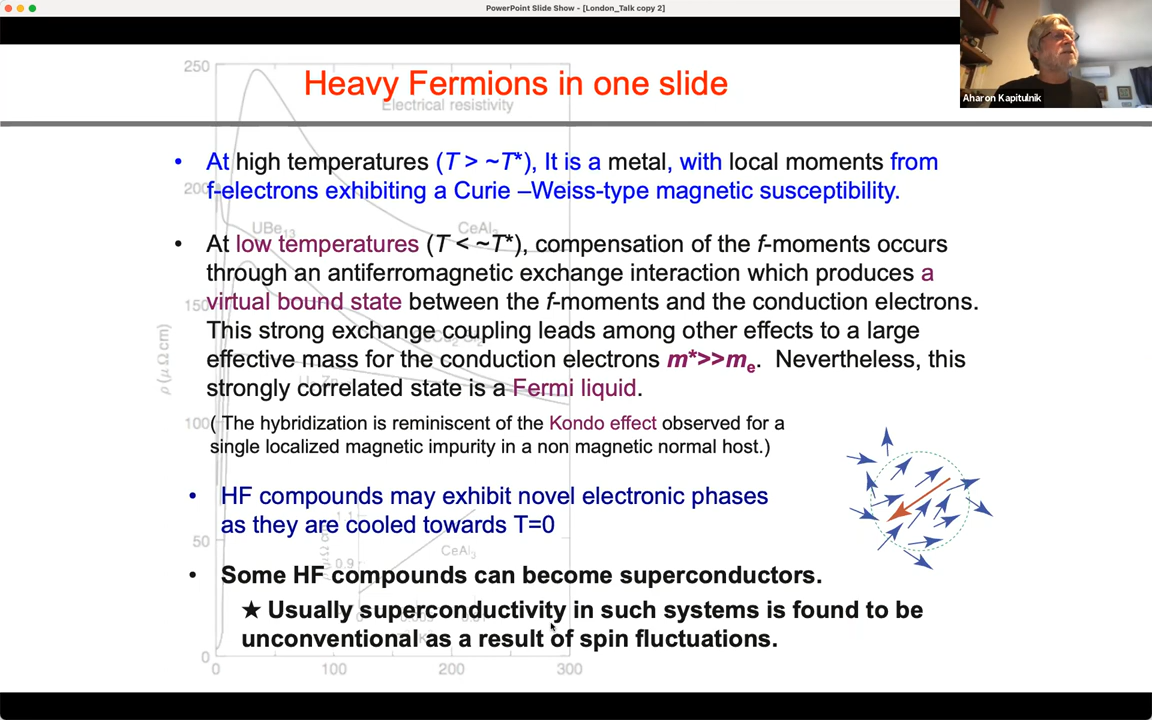 PowerPoint Slide Show - [London_Talk copy 2]
Aharon Kapitulnik
Heavy Fermions in one slide
Electrical resistivity
• At high temperatures (T > ~T*), It is a metal, with local moments from
f-electrons exhibiting a Curie –Weiss-type magnetic susceptibility.
• At low temperatures (T < ~T*), compensation of the f-moments occurs
through an antiferromagnetic exchange interaction which produces a
virtual bound state between the f-moments and the conduction electrons.
This strong exchange coupling leads among other effects to a large
effective mass for the conduction electrons m*>>me. Nevertheless, this
strongly correlated state is a Fermi liquid.
( The hybridization is reminiscent of the Kondo effect observed for a
single localized magnetic impurity in a non magnetic normal host.)
• HF compounds may exhibit novel electronic phases
as they are cooled towards T=0
• Some HF compounds can become superconductors.
★ Usually superconductivity in such systems is found to be
unconventional as a result of spin fluctuations.
250
200
150
100
50
0
ρ (μΩ cm)
UBe13
CeAl3
1.1
0.9
CeAl3
0
100
200
300